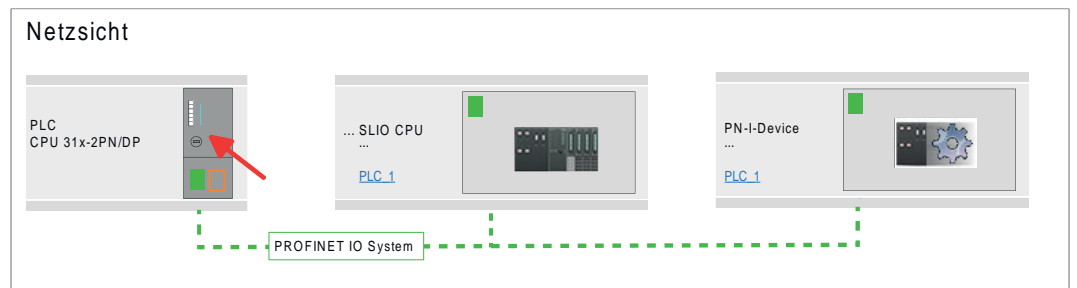 Netzsicht
PLC
CPU 31x-2PN/DP
... SLIO CPU
...
PLC_1
PN-I-Device
...
PLC_1
PROFINET IO System